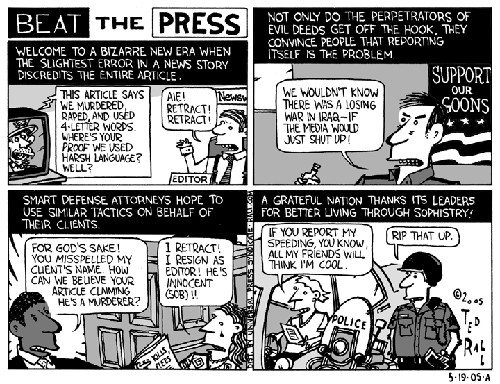 BEAT THE PRESS
WELCOME TO A BIZARRE NEW ERA WHEN
THE SLIGHTEST ERROR IN A NEWS STORY
DISCREDITS THE ENTIRE ARTICLE.
THIS ARTICLE SAYS
WE MURDERED,
RAPED, AND USED
4-LETTER WORDS.
WHERE'S YOUR
PROOF WE USED
HARSH LANGUAGE?
WELL?
AIE!
RETRACT!
RETRACT!
Newsw
EDITOR
NOT ONLY DO THE PERPETRATORS OF
EVIL DEEDS GET OFF THE HOOK, THEY
CONVINCE PEOPLE THAT REPORTING
ITSELF IS THE PROBLEM
WE WOULDN'T KNOW
THERE WAS A LOSING
WAR IN IRAQ—IF
THE MEDIA WOULD
JUST SHUT UP!
SUPPORT
OUR
GOONS
SMART DEFENSE ATTORNEYS HOPE TO
USE SIMILAR TACTICS ON BEHALF OF
THEIR CLIENTS.
FOR GOD'S SAKE!
YOU MISSPELLED MY
CLIENT'S NAME. HOW
CAN WE BELIEVE YOUR
ARTICLE CLAIMING
HE'S A MURDERER?
I RETRACT!
I RESIGN AS
EDITOR! HE'S
INNOCENT
(SOB)!!
KILLS
A GRATEFUL NATION THANKS ITS LEADERS
FOR BETTER LIVING THROUGH SOPHISTRY!
IF YOU REPORT MY
SPEEDING, YOU KNOW,
ALL MY FRIENDS WILL
THINK I'M COOL.
RIP THAT UP.
POLICE
©2005
TED
RALL
5-19-05-A